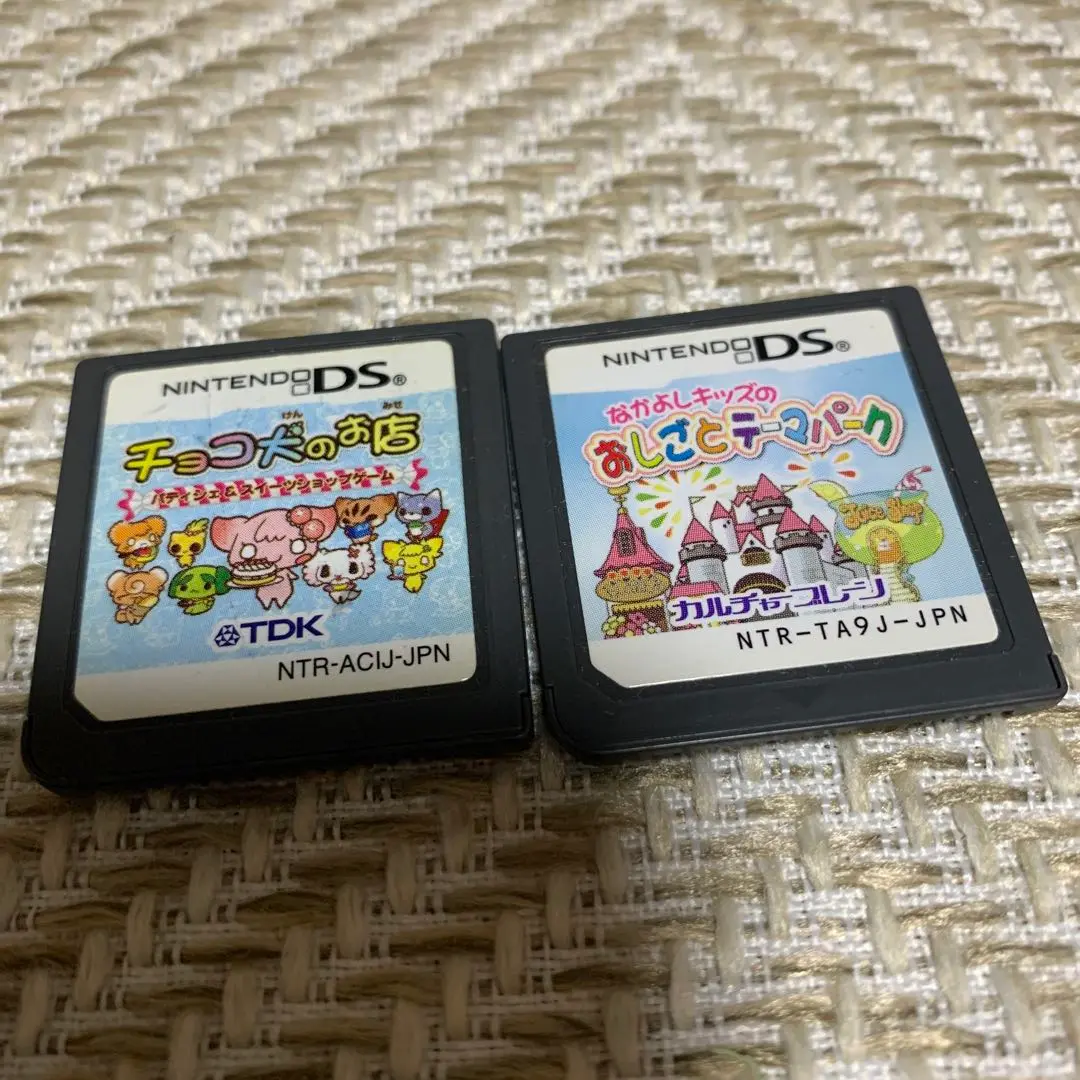 NINTENDO DS®
けん みせ
チョコ犬のお店
パティシエ&スイーツショップゲーム
TDK
NTR-ACIJ-JPN
NINTENDO DS®
なかよしキッズの
おしごとテーマパーク
Juice Shop
カルチャーブレーン
NTR-TA9J-JPN